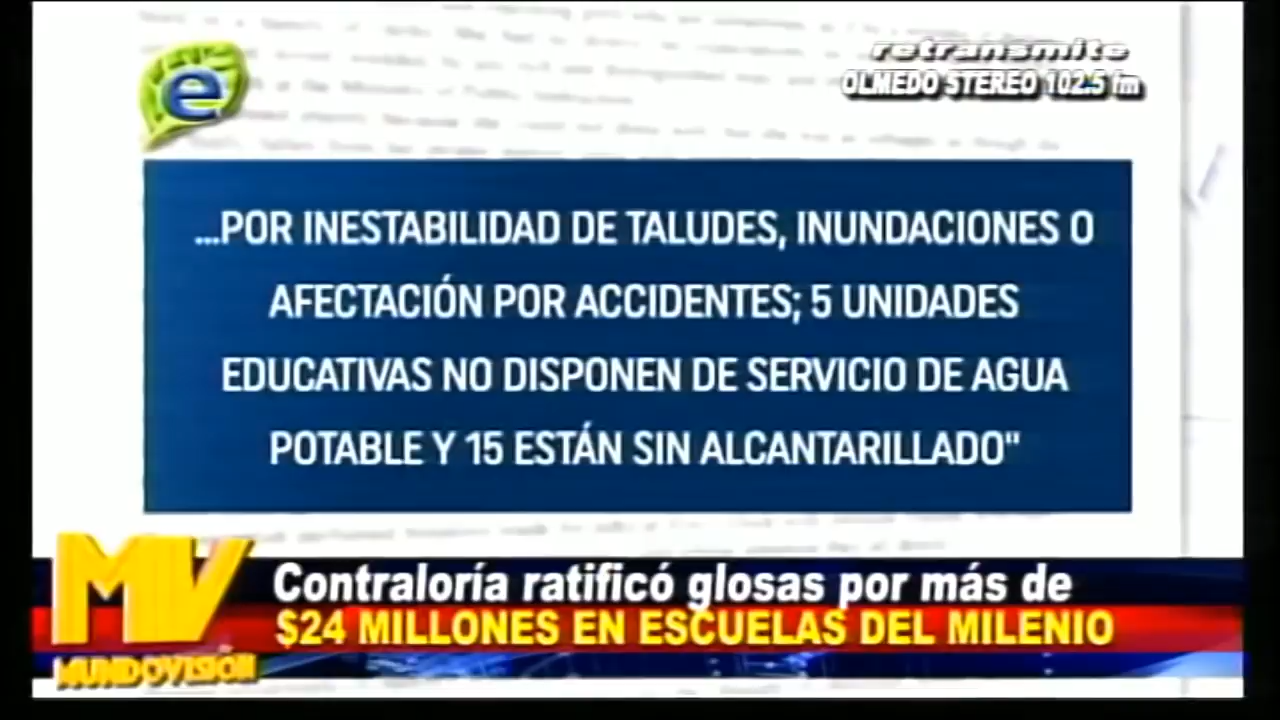 e
retransmite
OLMEDO STEREO 102.5 fm
...POR INESTABILIDAD DE TALUDES, INUNDACIONES O
AFECTACIÓN POR ACCIDENTES; 5 UNIDADES
EDUCATIVAS NO DISPONEN DE SERVICIO DE AGUA
POTABLE Y 15 ESTÁN SIN ALCANTARILLADO"
MV
MUNDOVISIÓN
Contraloría ratificó glosas por más de
$24 MILLONES EN ESCUELAS DEL MILENIO